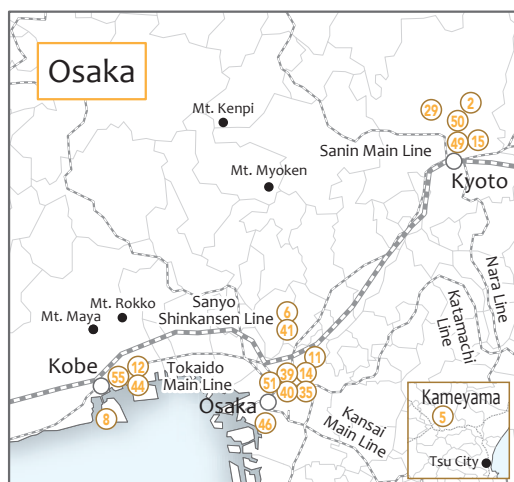 Osaka
Mt. Kenpi
29
2
50
Sanin Main Line
49
15
Mt. Myoken
Kyoto
Nara Line
Katamachi
Line
Mt. Rokko
Mt. Maya
Sanyo
Shinkansen Line
6
41
Kobe
55
12
44
Tokaido
Main Line
11
39
14
51
40
35
Osaka
46
8
Kansai
Main Line
Kameyama
5
Tsu City